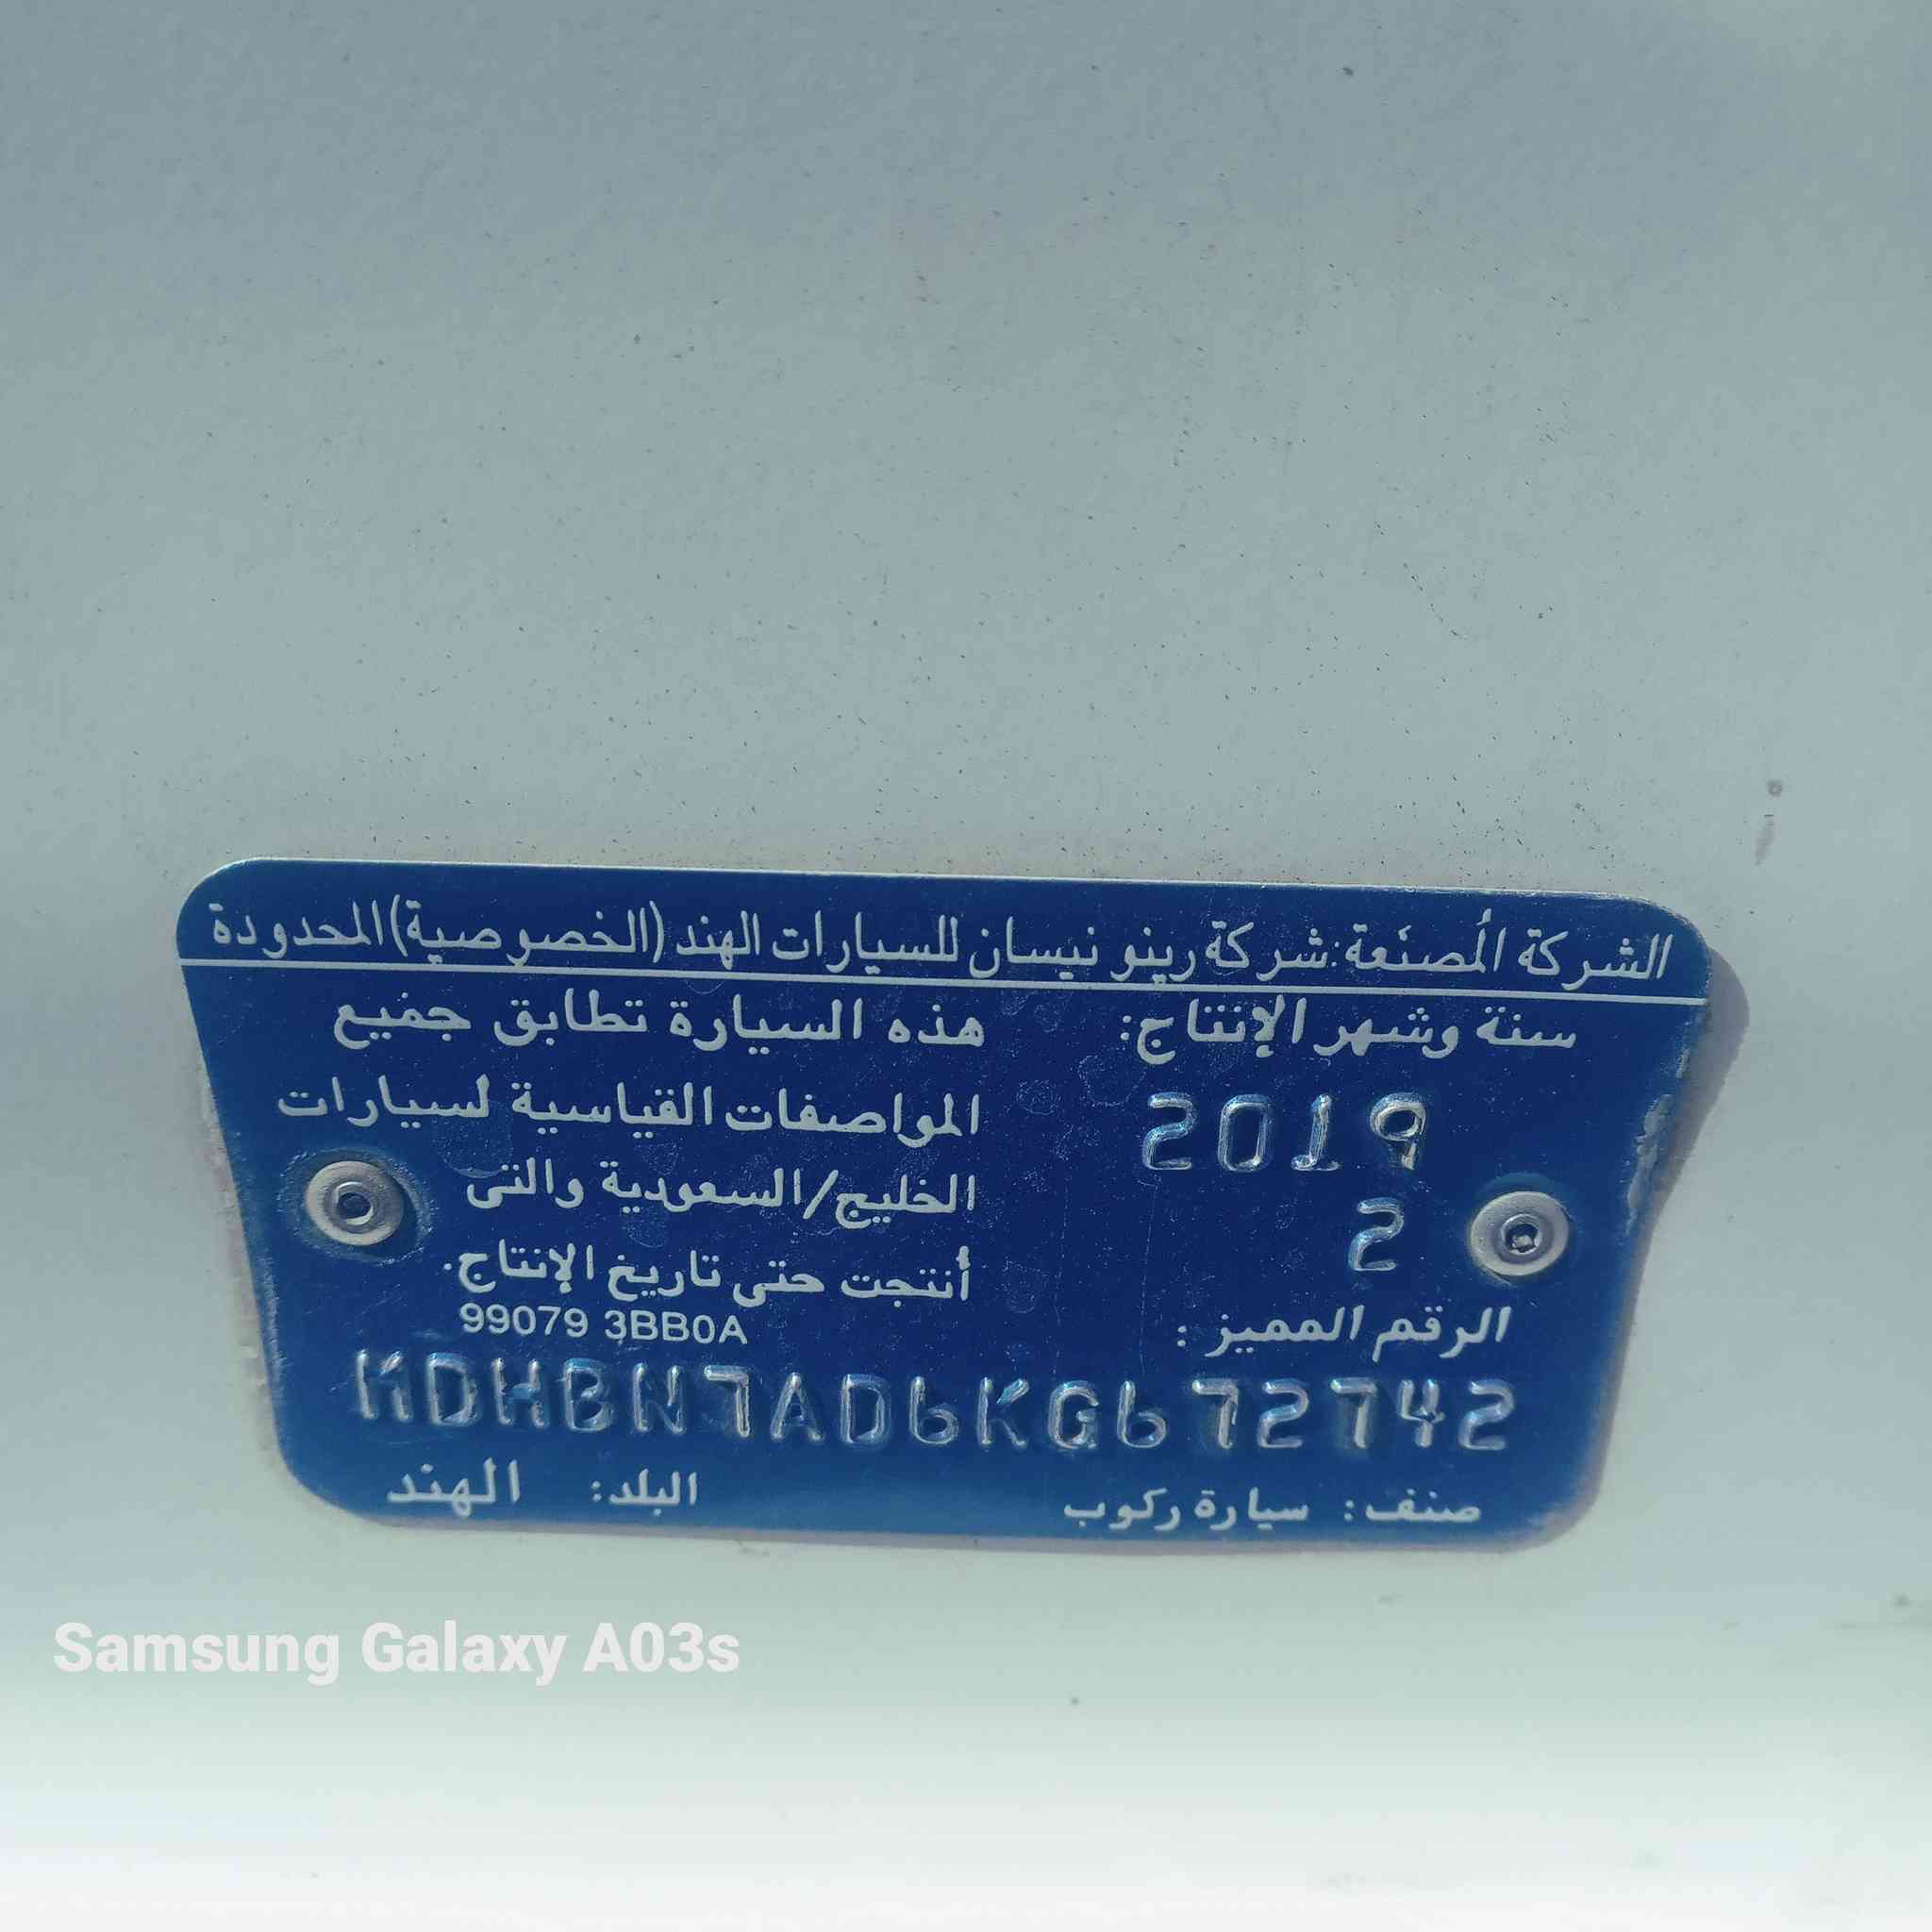 الشركة المُصنّعة: شركة رينو نيسان للسيارات الهند (الخصوصية) المحدودة
سنة وشهر الإنتاج:
2019
2
هذه السيارة تطابق جميع
المواصفات القياسية لسيارات
الخليج/السعودية والتى
أنتجت حتى تاريخ الإنتاج.
99079 3BB0A
الرقم المميز :
MDHBN7AD6KG672742
صنف: سيارة ركوب
البلد: الهند
Samsung Galaxy A03s